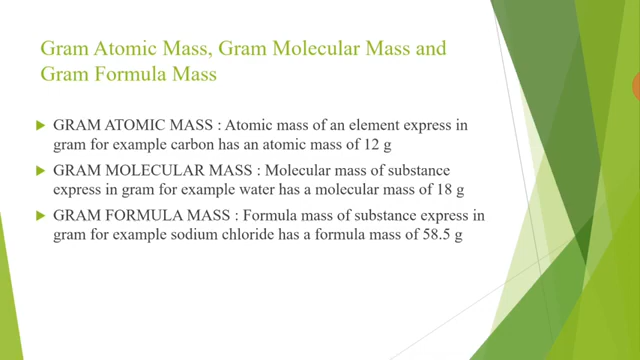 Gram Atomic Mass, Gram Molecular Mass and
Gram Formula Mass
GRAM ATOMIC MASS : Atomic mass of an element express in
gram for example carbon has an atomic mass of 12 g
GRAM MOLECULAR MASS : Molecular mass of substance
express in gram for example water has a molecular mass of 18 g
GRAM FORMULA MASS : Formula mass of substance express in
gram for example sodium chloride has a formula mass of 58.5 g